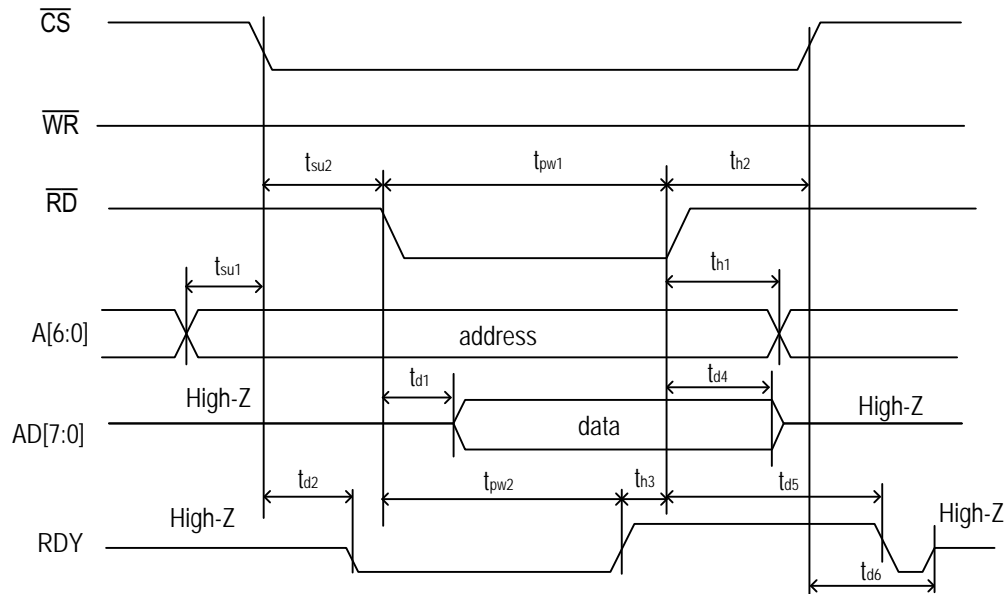 CS
WR
tsu2 tpw1 th2
RD
tsu1 th1
A[6:0] address
td1 td4
High-Z High-Z
AD[7:0] data
td2 tpw2 th3 td5
High-Z High-Z
RDY
td6